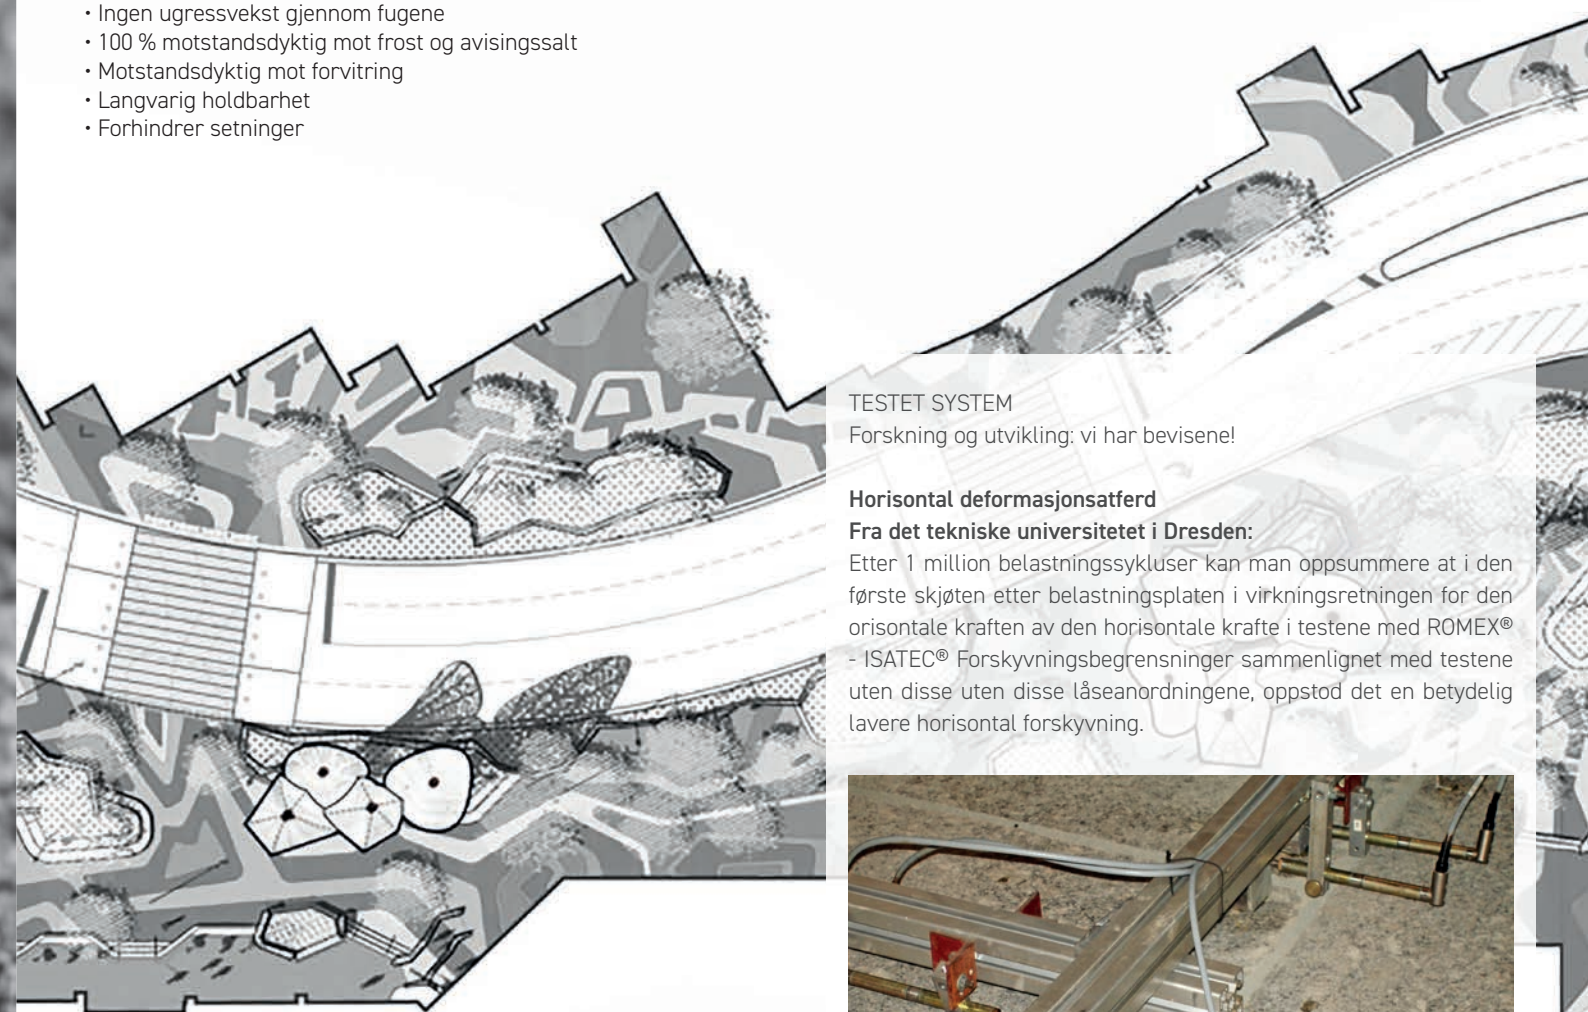 • Ingen ugressvekst gjennom fugene
• 100 % motstandsdyktig mot frost og avisingssalt
• Motstandsdyktig mot forvitring
• Langvarig holdbarhet
• Forhindrer setninger
TESTET SYSTEM
Forskning og utvikling: vi har bevisene!
Horisontal deformasjonsatferd
Fra det tekniske universitetet i Dresden:
Etter 1 million belastningssykluser kan man oppsummere at i den
første skjøten etter belastningsplaten i virkningsretningen for den
orisontale kraften av den horisontale krafte i testene med ROMEX®
- ISATEC® Forskyvningsbegrensninger sammenlignet med testene
uten disse uten disse låseanordningene, oppstod det en betydelig
lavere horisontal forskyvning.